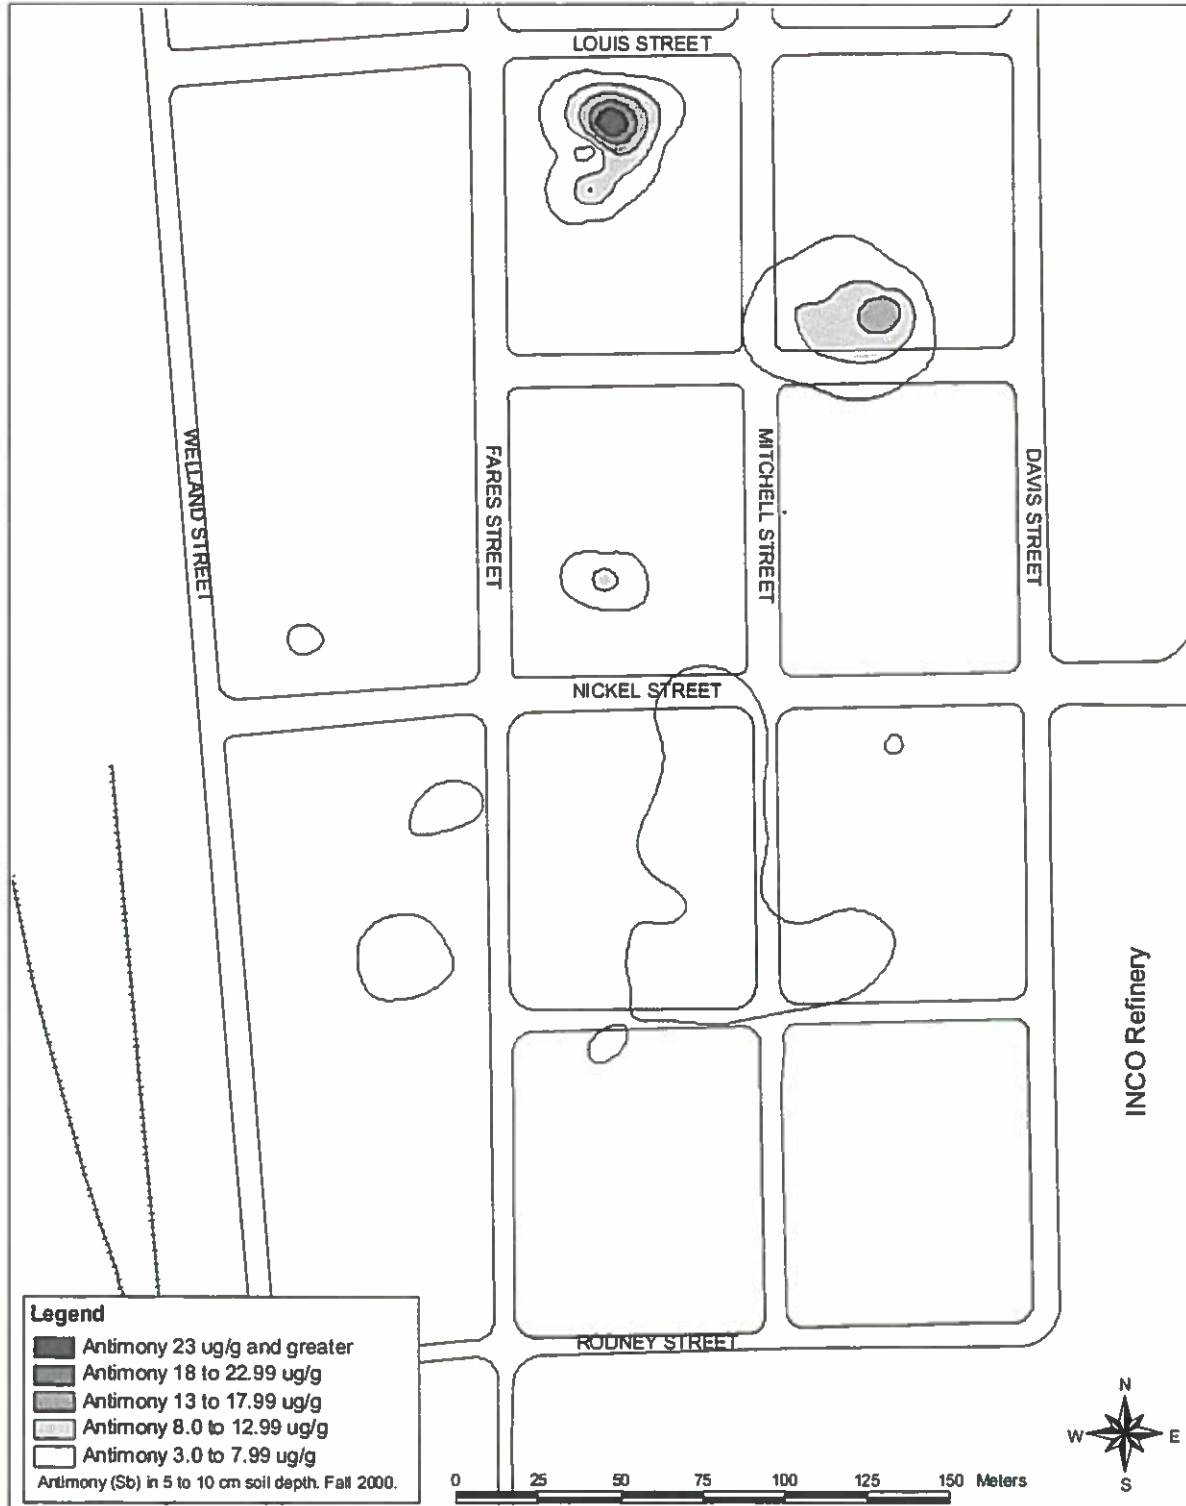 LOUIS STREET
WELLAND STREET
FARES STREET
MITCHELL STREET
DAVIS STREET
NICKEL STREET
INCO Refinery
RODNEY STREET
Legend
Antimony 23 ug/g and greater
Antimony 18 to 22.99 ug/g
Antimony 13 to 17.99 ug/g
Antimony 8.0 to 12.99 ug/g
Antimony 3.0 to 7.99 ug/g
Antimony (Sb) in 5 to 10 cm soil depth. Fall 2000.
0 25 50 75 100 125 150 Meters
N
W E
S